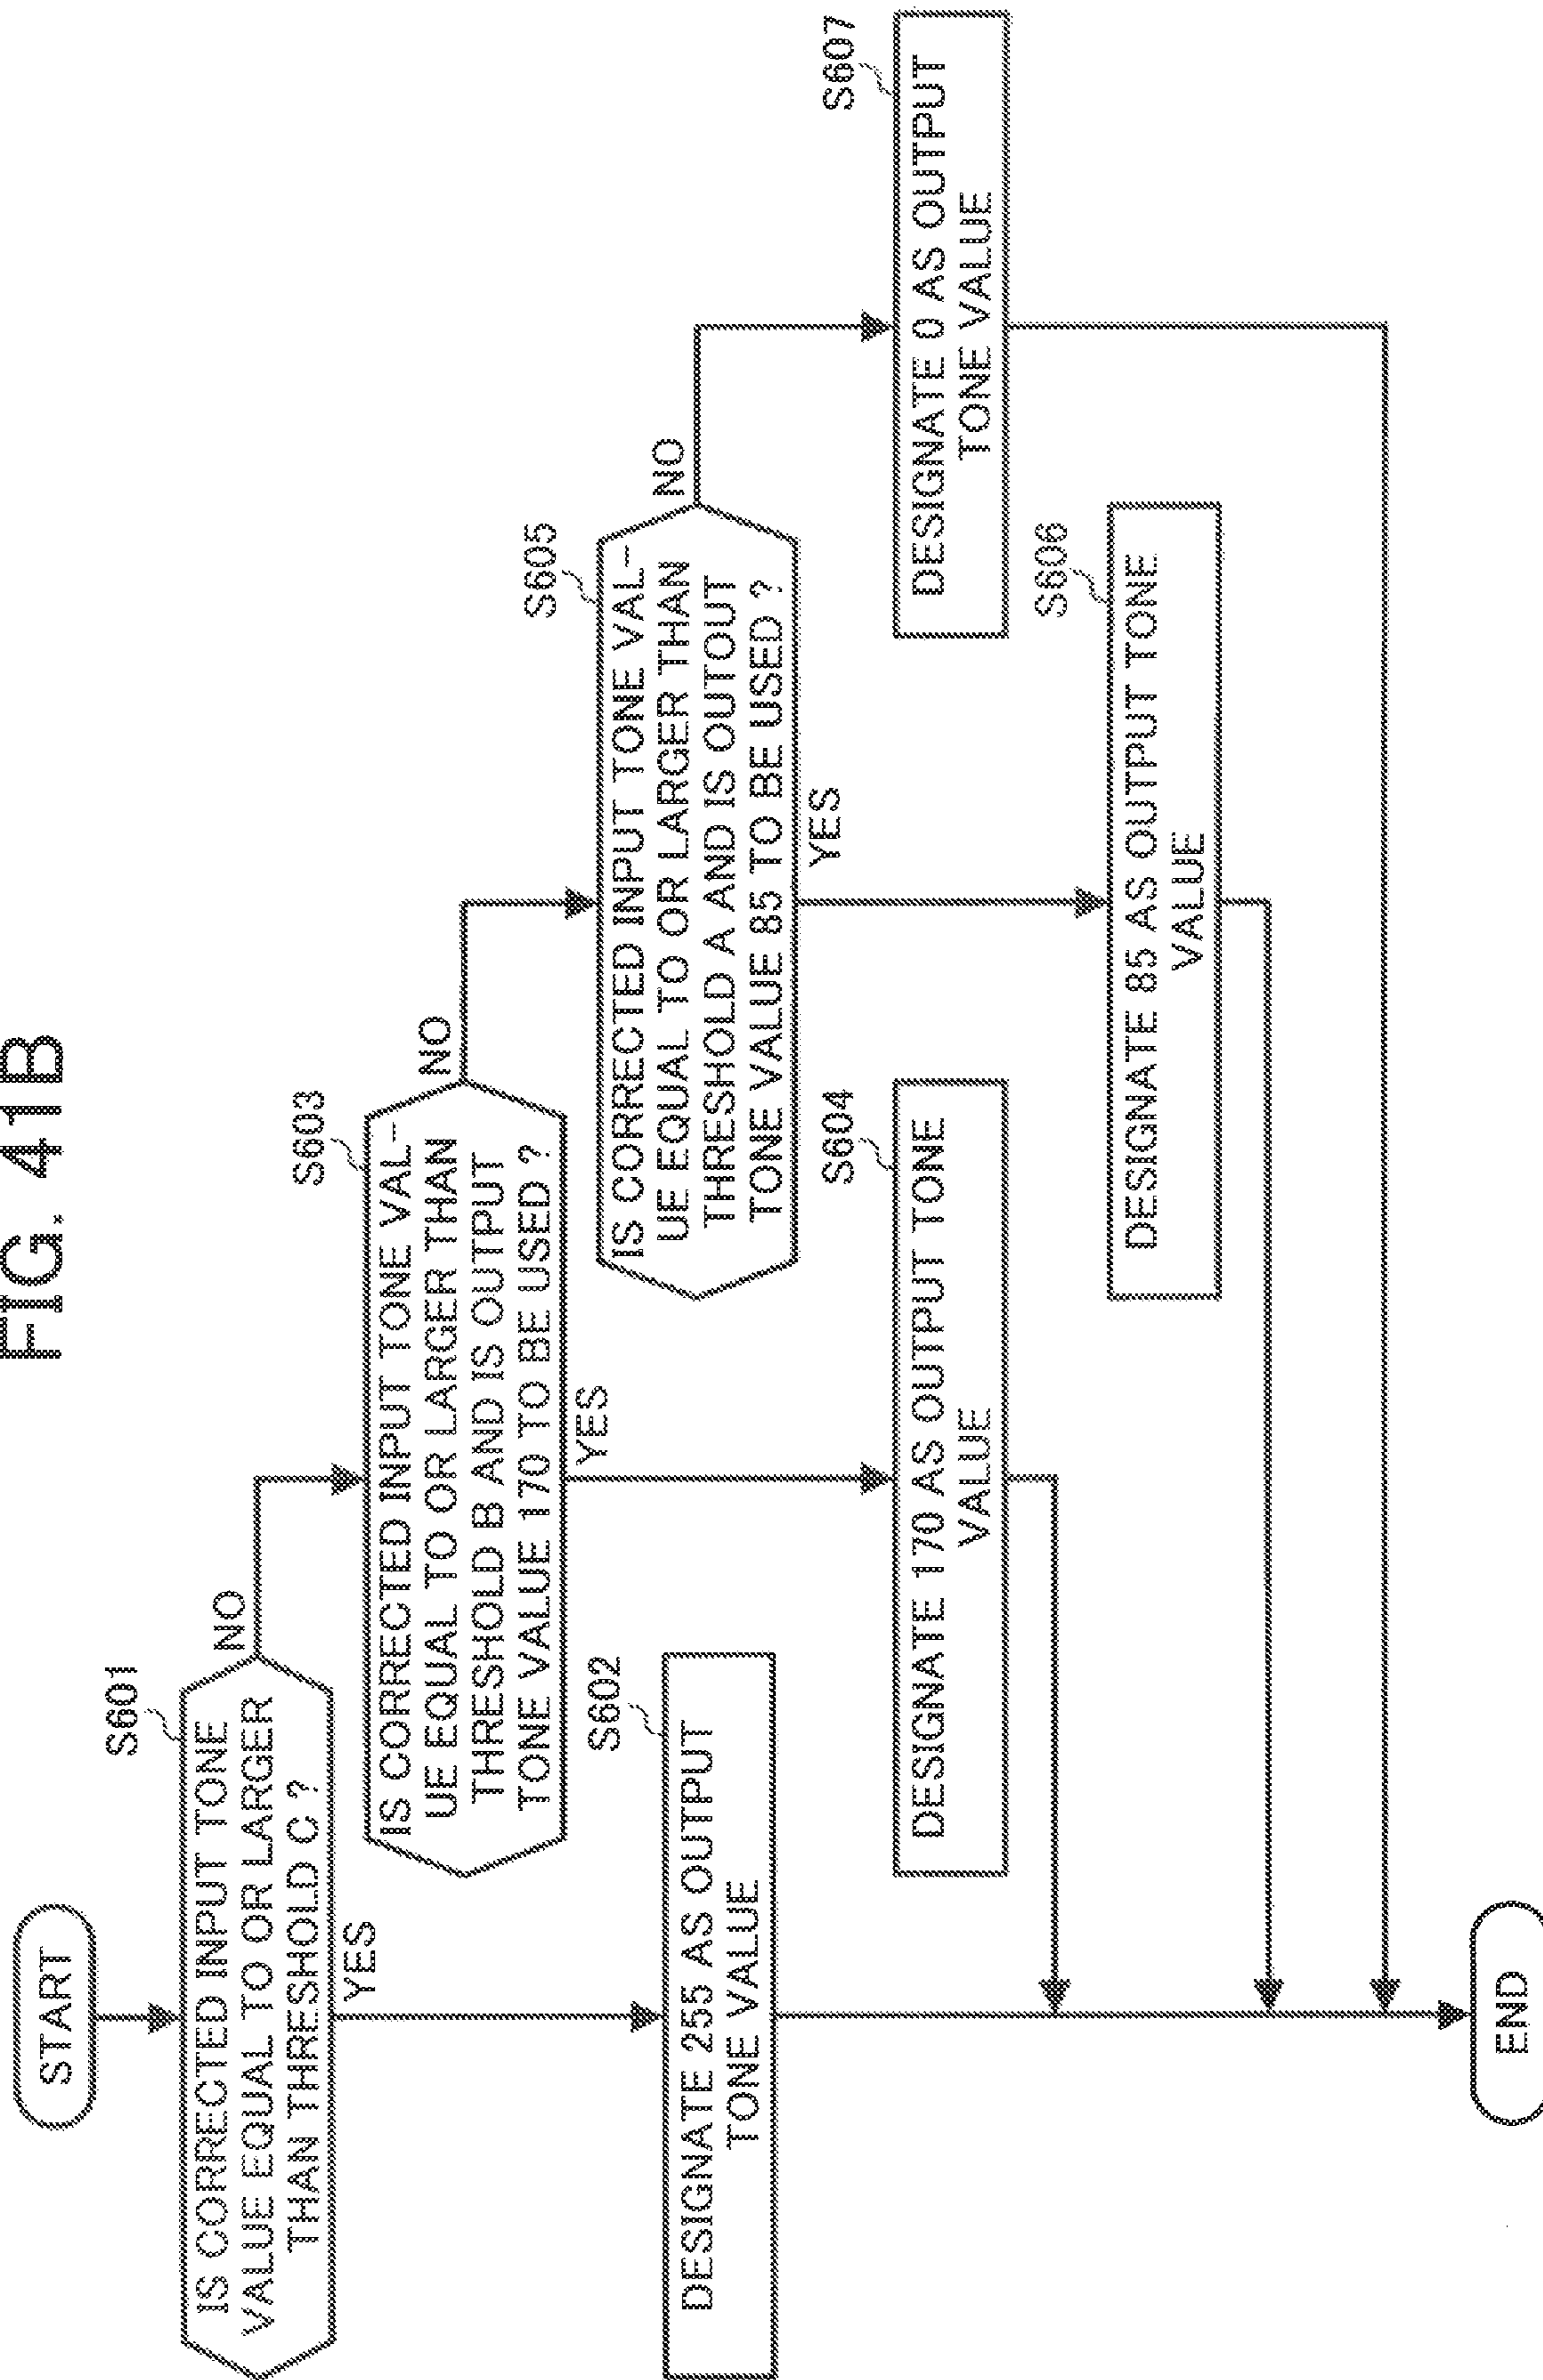 FIG. 41B
START
S601
IS CORRECTED INPUT TONE
VALUE EQUAL TO OR LARGER
THAN THRESHOLD C ?
NO
YES
S603
IS CORRECTED INPUT TONE VAL-
UE EQUAL TO OR LARGER THAN
THRESHOLD B AND IS OUTPUT
TONE VALUE 170 TO BE USED ?
NO
YES
S605
IS CORRECTED INPUT TONE VAL-
UE EQUAL TO OR LARGER THAN
THRESHOLD A AND IS OUTOUT
TONE VALUE 85 TO BE USED ?
NO
YES
S602
DESIGNATE 255 AS OUTPUT
TONE VALUE
S604
DESIGNATE 170 AS OUTPUT TONE
VALUE
S607
DESIGNATE 0 AS OUTPUT
TONE VALUE
S606
DESIGNATE 85 AS OUTPUT TONE
VALUE
END